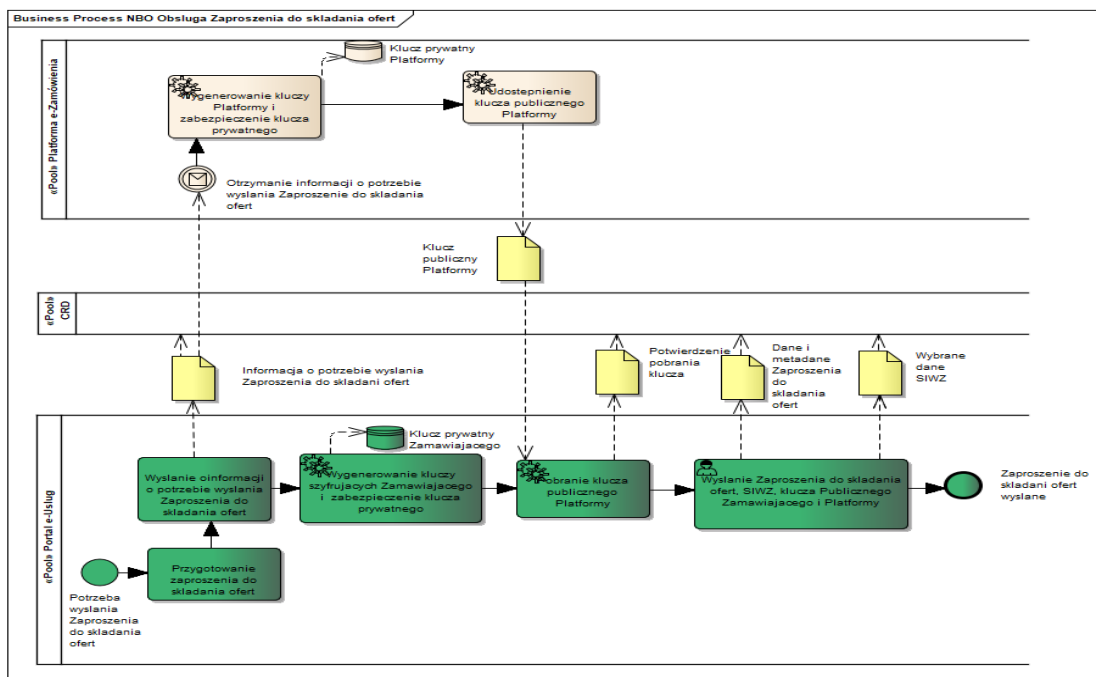 Business Process NBO Obsluga Zaproszenia do skladania ofert
«Pool» Platforma e-Zamówienia
Klucz prywatny
Platformy
Wygenerowanie kluczy
Platformy i
zabezpieczenie klucza
prywatnego
Udostepnienie
klucza publicznego
Platformy
Otrzymanie informacji o potrzebie
wyslania Zaproszenie do skladania
ofert
Klucz
publiczny
Platformy
«Pool»
CRD
Informacja o potrzebie wyslania
Zaproszenia do skladani ofert
Potwierdzenie
pobrania
klucza
Dane i
metadane
Zaproszenia
do
skladania
ofert
Wybrane
dane
SIWZ
«Pool» Portal e-Uslug
Klucz prywatny
Zamawiajacego
Wyslanie oinformacji
o potrzebie wyslania
Zaproszenia do
skladania ofert
Wygenerowanie kluczy
szyfrujacych Zamawiajacego
i zabezpieczenie klucza
prywatnego
Pobranie klucza
publicznego
Platformy
Wyslanie Zaproszenia do skladania
ofert, SIWZ, klucza Publicznego
Zamawiajacego i Platformy
Zaproszenie do
skladani ofert
wyslane
Przygotowanie
zaproszenia do
skladania ofert
Potrzeba
wyslania
Zaproszenia
do skladania
ofert